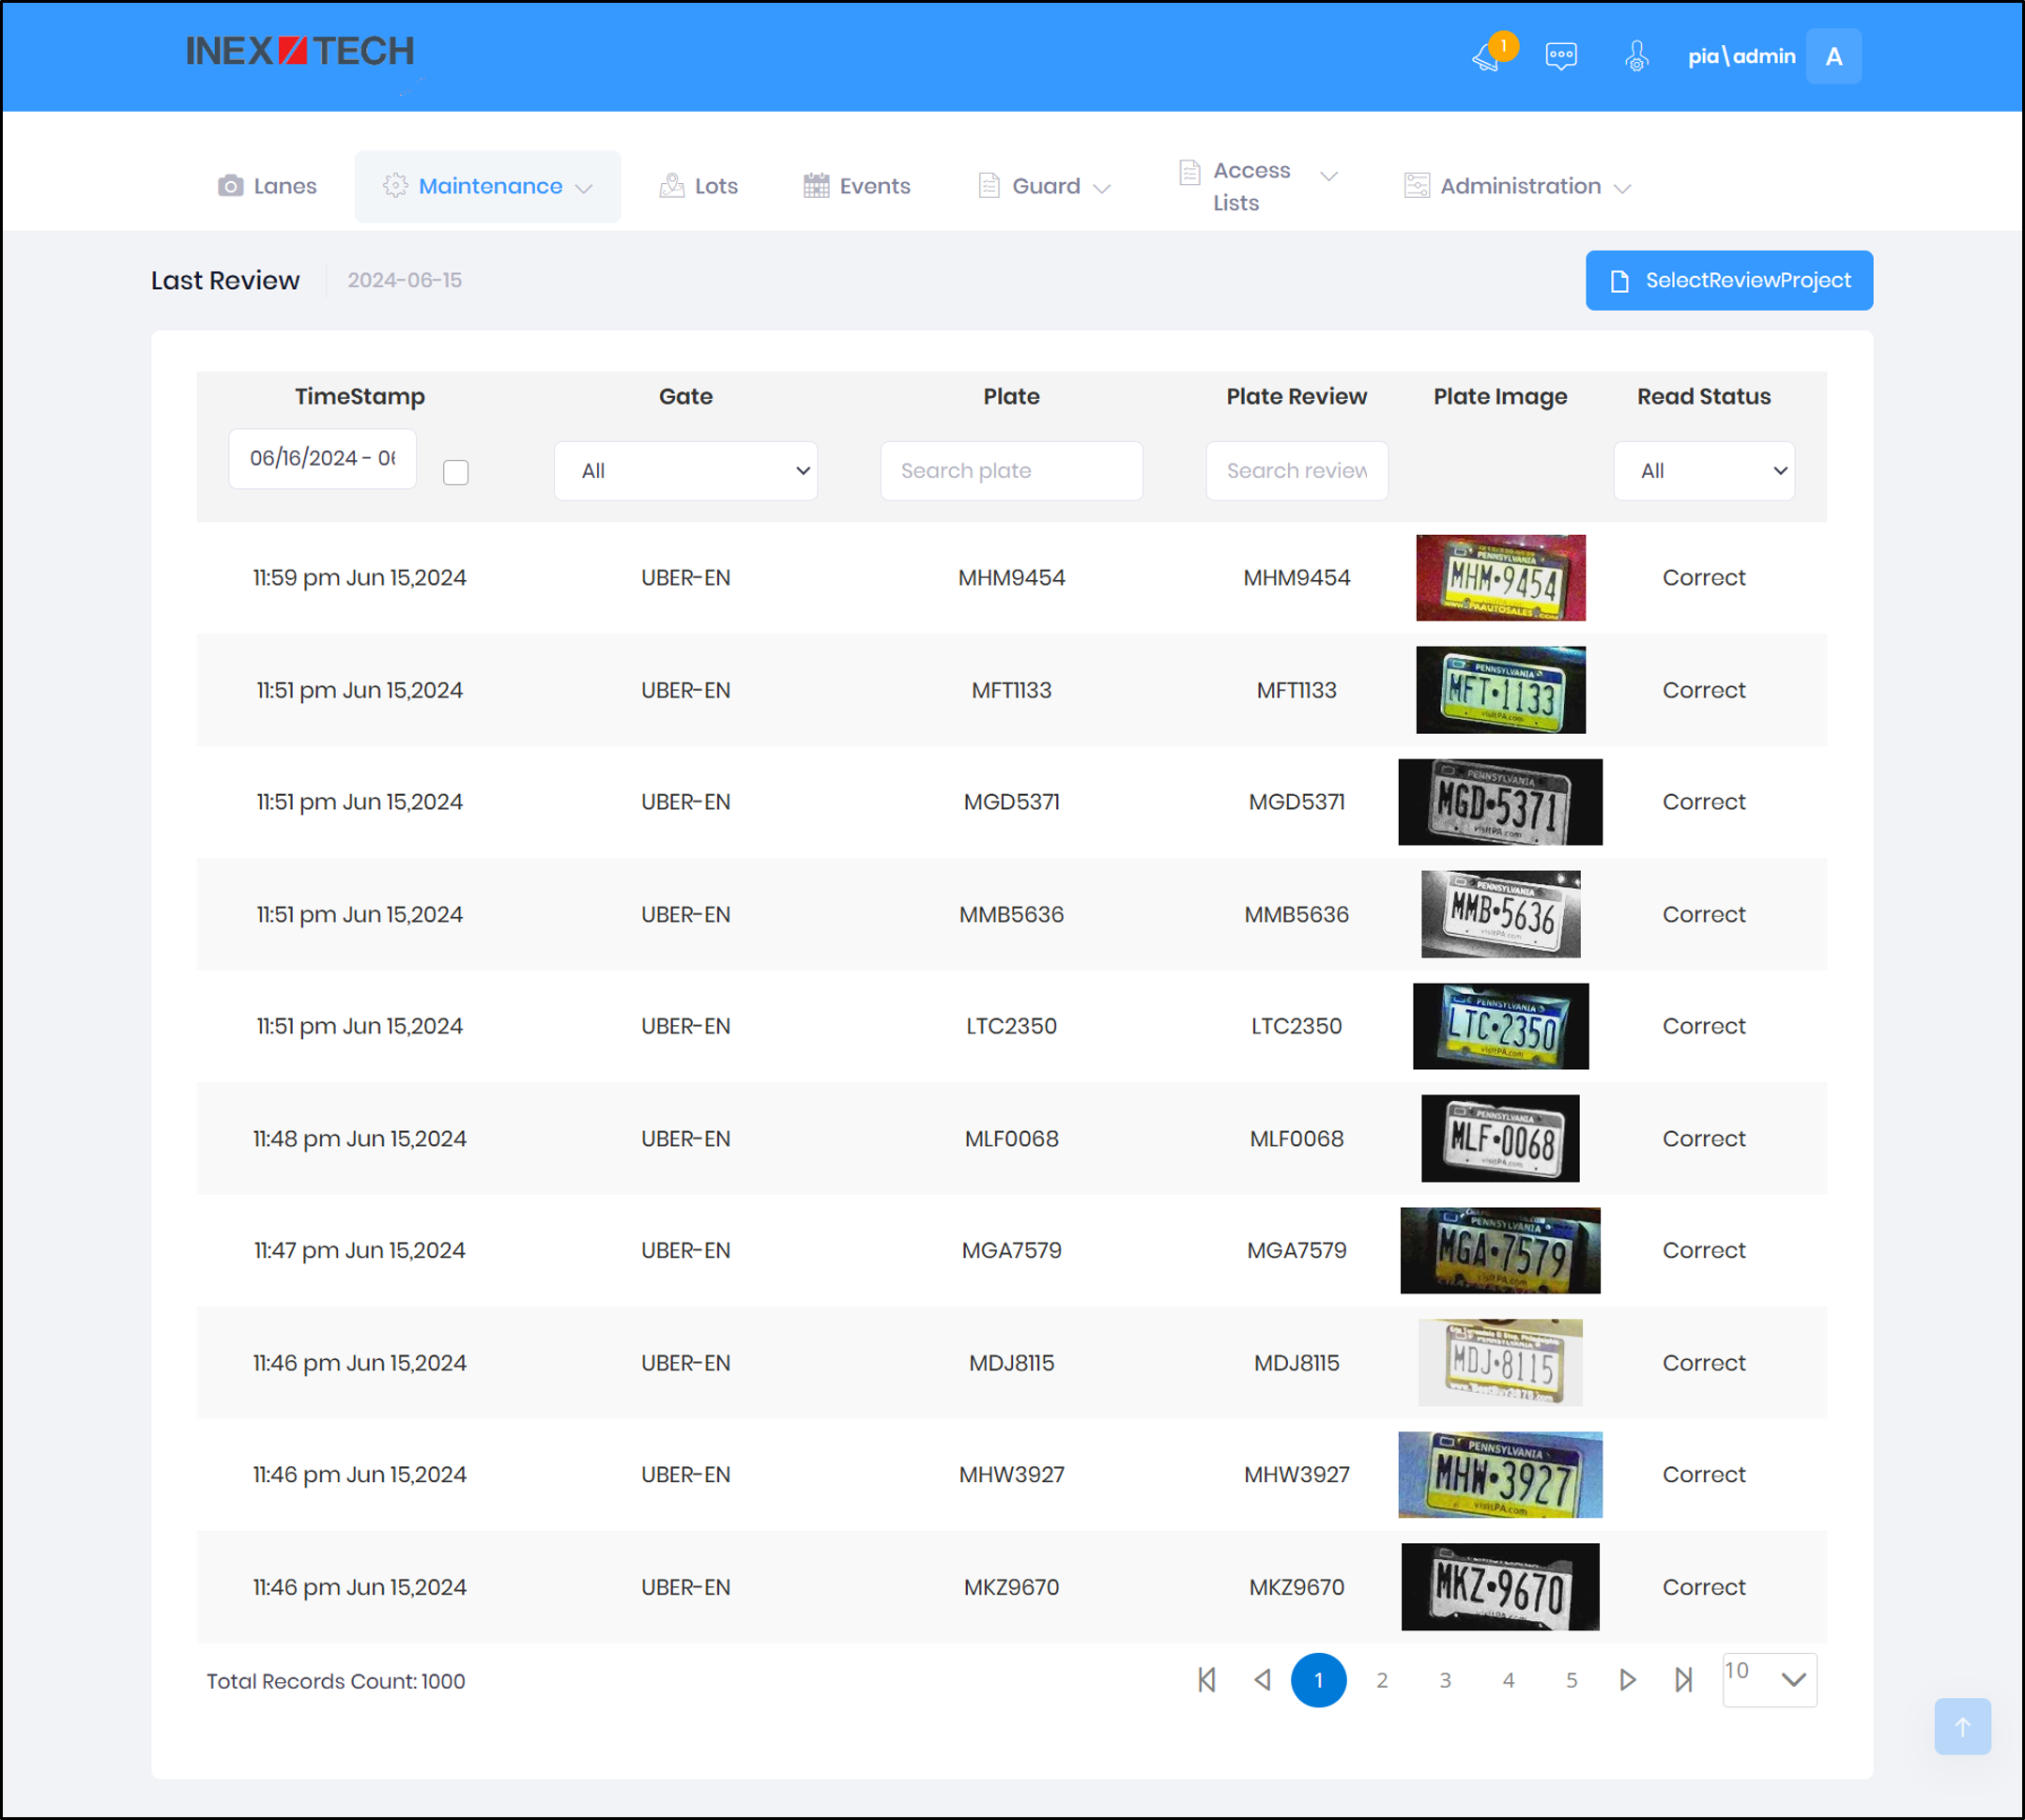 INEX TECH
1
pia\admin
A
Lanes
Maintenance
Lots
Events
Guard
Access
Lists
Administration
Last Review
2024-06-15
SelectReviewProject
TimeStamp Gate Plate Plate Review Plate Image Read Status
06/16/2024 - 06 All Search plate Search review All
11:59 pm Jun 15,2024 UBER-EN MHM9454 MHM9454 Correct
PENNSYLVANIA
MHM 9454
www.PAAUTOSALES.COM
11:51 pm Jun 15,2024 UBER-EN MFT1133 MFT1133 Correct
PENNSYLVANIA
MFT 1133
visitPA.com
11:51 pm Jun 15,2024 UBER-EN MGD5371 MGD5371 Correct
PENNSYLVANIA
MGD 5371
visitPA.com
11:51 pm Jun 15,2024 UBER-EN MMB5636 MMB5636 Correct
PENNSYLVANIA
MMB 5636
visitPA.com
11:51 pm Jun 15,2024 UBER-EN LTC2350 LTC2350 Correct
PENNSYLVANIA
LTC 2350
visitPA.com
11:48 pm Jun 15,2024 UBER-EN MLF0068 MLF0068 Correct
PENNSYLVANIA
MLF 0068
visitPA.com
11:47 pm Jun 15,2024 UBER-EN MGA7579 MGA7579 Correct
PENNSYLVANIA
MGA 7579
visitPA.com
11:46 pm Jun 15,2024 UBER-EN MDJ8115 MDJ8115 Correct
PENNSYLVANIA
MDJ 8115
11:46 pm Jun 15,2024 UBER-EN MHW3927 MHW3927 Correct
PENNSYLVANIA
MHW 3927
visitPA.com
11:46 pm Jun 15,2024 UBER-EN MKZ9670 MKZ9670 Correct
PENNSYLVANIA
MKZ 9670
visitPA.com
Total Records Count: 1000
1 2 3 4 5 10